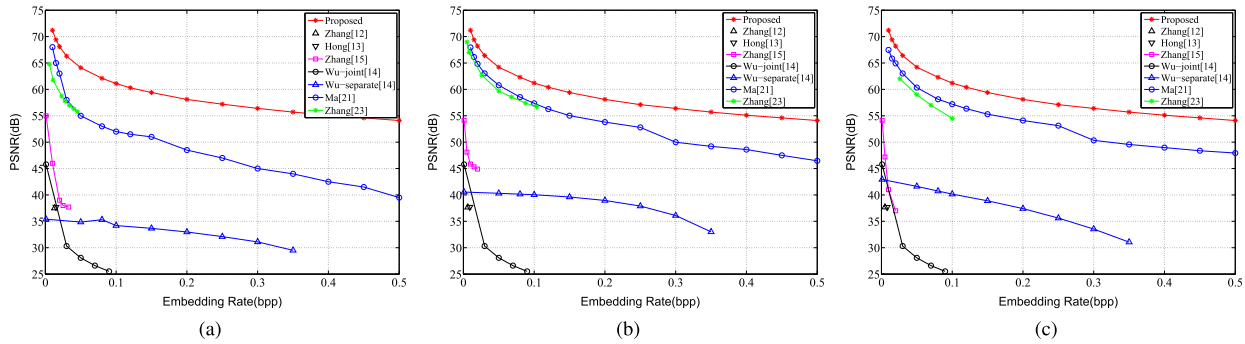 75
70
65
60
55
50
45
40
35
30
25
0
0.1
0.2
0.3
0.4
0.5
PSNR(dB)
Embedding Rate(bpp)
Proposed
Zhang[12]
Hong[13]
Zhang[15]
Wu−joint[14]
Wu−separate[14]
Ma[21]
Zhang[23]
(a)
75
70
65
60
55
50
45
40
35
30
25
0
0.1
0.2
0.3
0.4
0.5
PSNR(dB)
Embedding Rate(bpp)
Proposed
Zhang[12]
Hong[13]
Zhang[15]
Wu−joint[14]
Wu−separate[14]
Ma[21]
Zhang[23]
(b)
75
70
65
60
55
50
45
40
35
30
25
0
0.1
0.2
0.3
0.4
0.5
PSNR(dB)
Embedding Rate(bpp)
Proposed
Zhang[12]
Hong[13]
Zhang[15]
Wu−joint[14]
Wu−separate[14]
Ma[21]
Zhang[23]
(c)